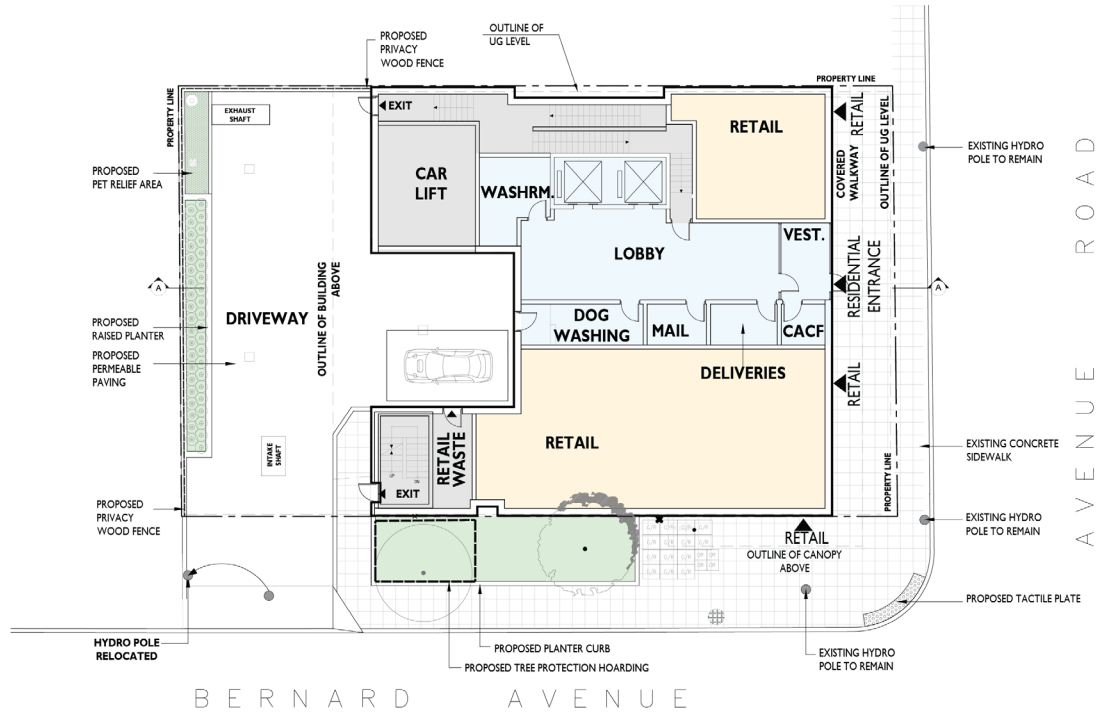 PROPOSED
PRIVACY
WOOD FENCE
OUTLINE OF
UG LEVEL
PROPERTY LINE
PROPERTY LINE
EXHAUST
SHAFT
EXIT
RETAIL
RETAIL
COVERED
WALKWAY
OUTLINE OF UG LEVEL
EXISTING HYDRO
POLE TO REMAIN
PROPOSED
PET RELIEF AREA
CAR
LIFT
WASHRM.
LOBBY
VEST.
RESIDENTIAL
ENTRANCE
AVENUE ROAD
A
A
DRIVEWAY
OUTLINE OF BUILDING
ABOVE
PROPOSED
RAISED PLANTER
PROPOSED
PERMEABLE
PAVING
DOG
WASHING
MAIL
CACF
DELIVERIES
RETAIL
RETAIL
RETAIL
WASTE
INTAKE
SHAFT
EXIT
EXISTING CONCRETE
SIDEWALK
PROPERTY LINE
PROPOSED
PRIVACY
WOOD FENCE
EXISTING HYDRO
POLE TO REMAIN
RETAIL
OUTLINE OF CANOPY
ABOVE
PROPOSED TACTILE PLATE
HYDRO POLE
RELOCATED
PROPOSED PLANTER CURB
PROPOSED TREE PROTECTION HOARDING
EXISTING HYDRO
POLE TO REMAIN
BERNARD AVENUE